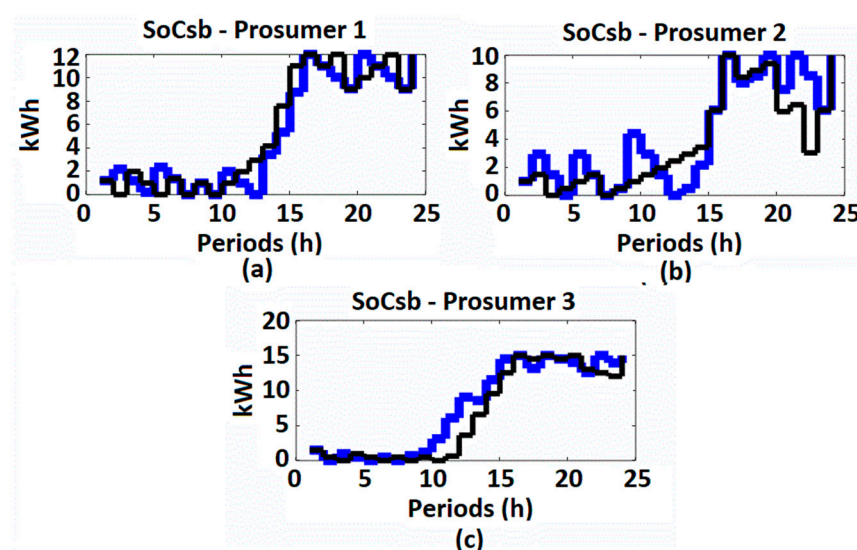 SoCsb - Prosumer 1
kWh
12
10
8
6
4
2
0
0 5 10 15 20 25
Periods (h)
(a)
SoCsb - Prosumer 2
kWh
10
8
6
4
2
0
0 5 10 15 20 25
Periods (h)
(b)
SoCsb - Prosumer 3
kWh
20
15
10
5
0
0 5 10 15 20 25
Periods (h)
(c)